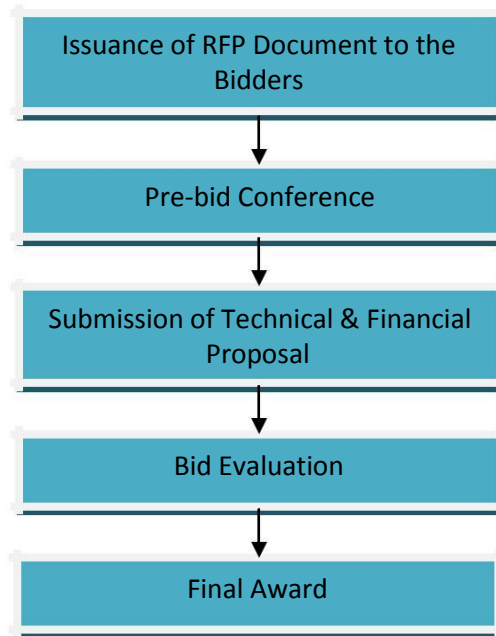 Issuance of RFP Document to the
Bidders
Pre-bid Conference
Submission of Technical & Financial
Proposal
Bid Evaluation
Final Award